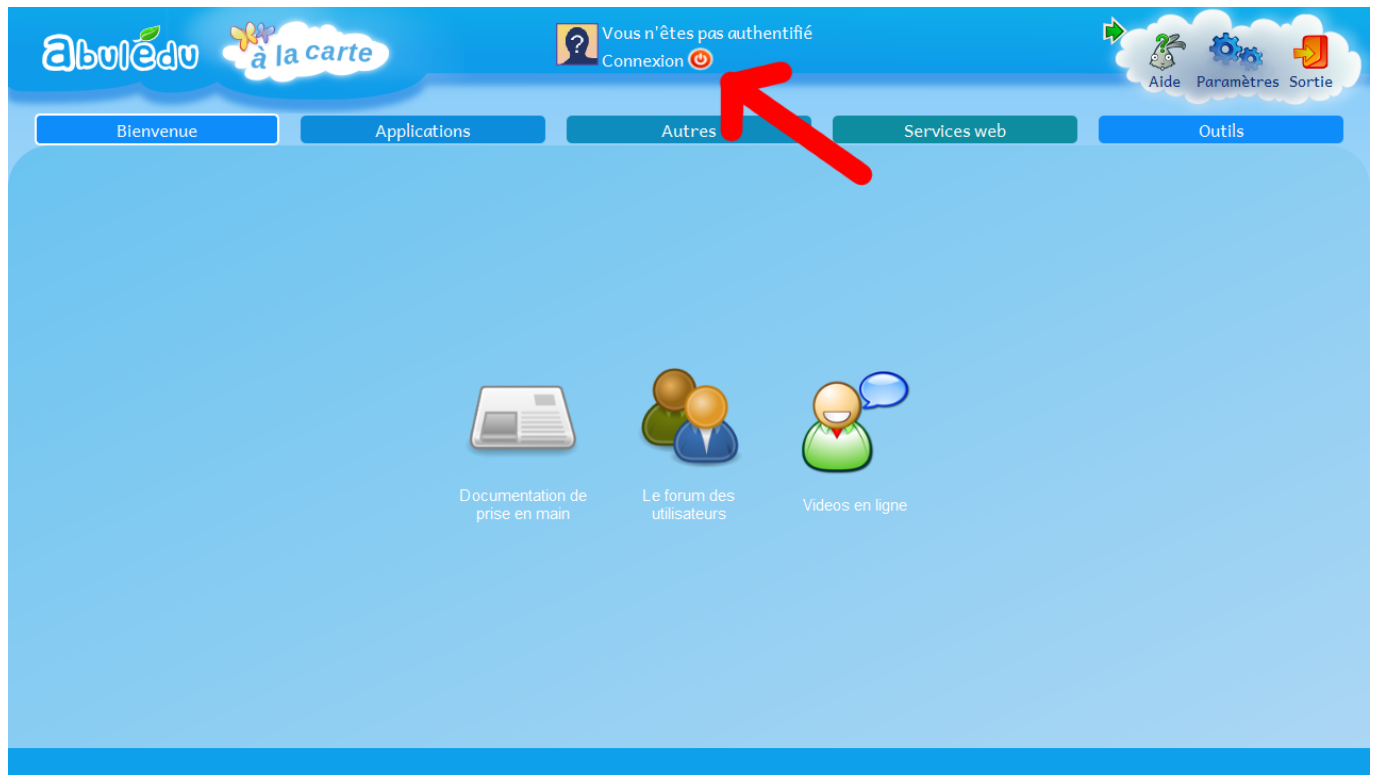 abulédu
à la carte
Vous n'êtes pas authentifié
Connexion
Aide Paramètres Sortie
Bienvenue
Applications
Autres
Services web
Outils
Documentation de
prise en main
Le forum des
utilisateurs
Videos en ligne